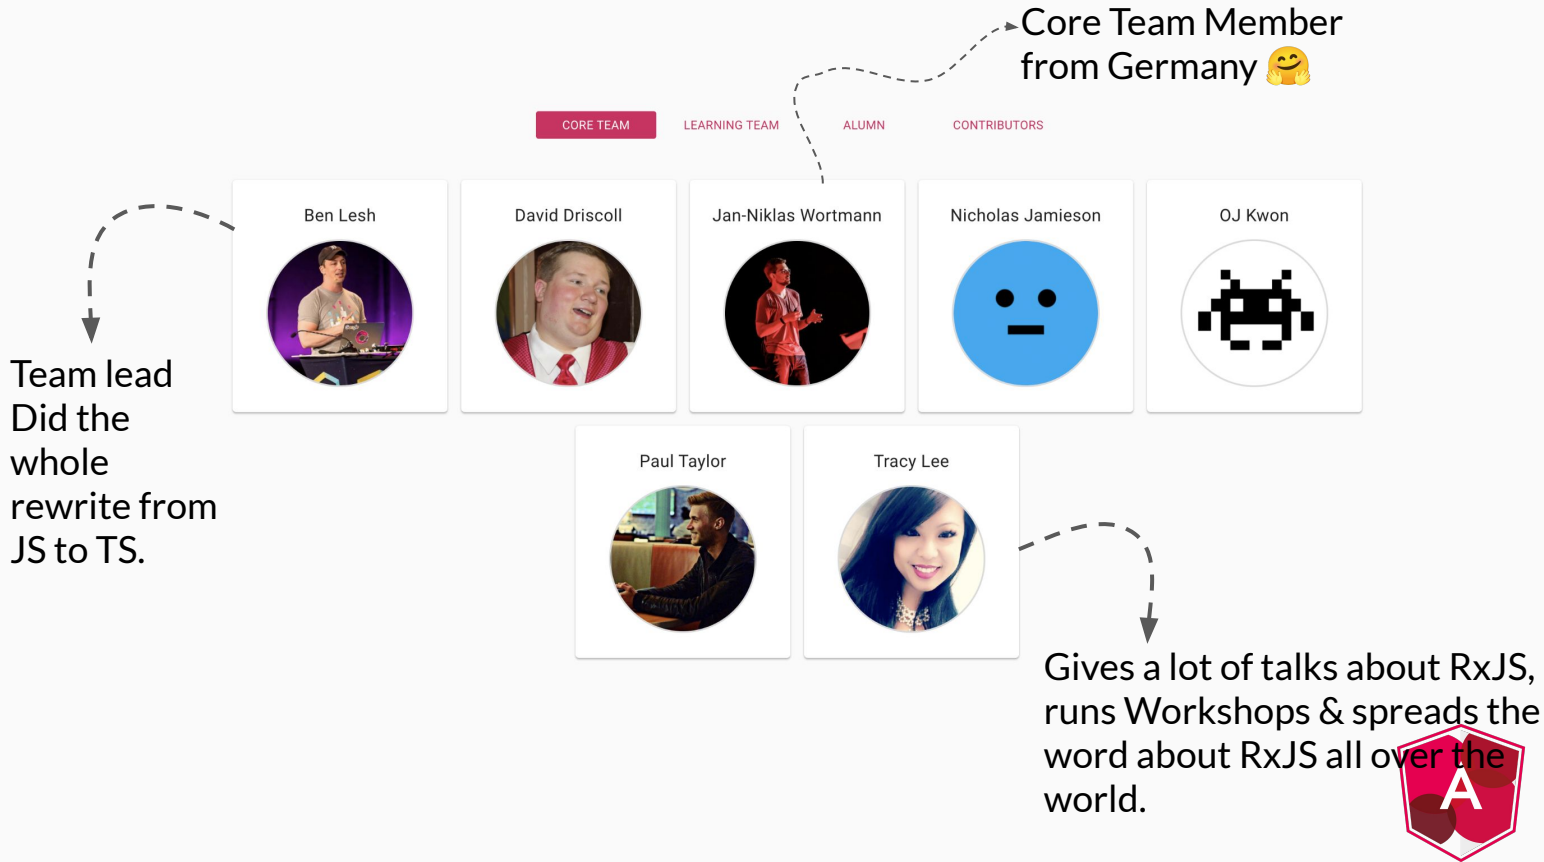 Core Team Member
from Germany 🤗
CORE TEAM
LEARNING TEAM
ALUMN
CONTRIBUTORS
Ben Lesh
David Driscoll
Jan-Niklas Wortmann
Nicholas Jamieson
OJ Kwon
Team lead
Did the
whole
rewrite from
JS to TS.
Paul Taylor
Tracy Lee
Gives a lot of talks about RxJS,
runs Workshops & spreads the
word about RxJS all over the
world.
A